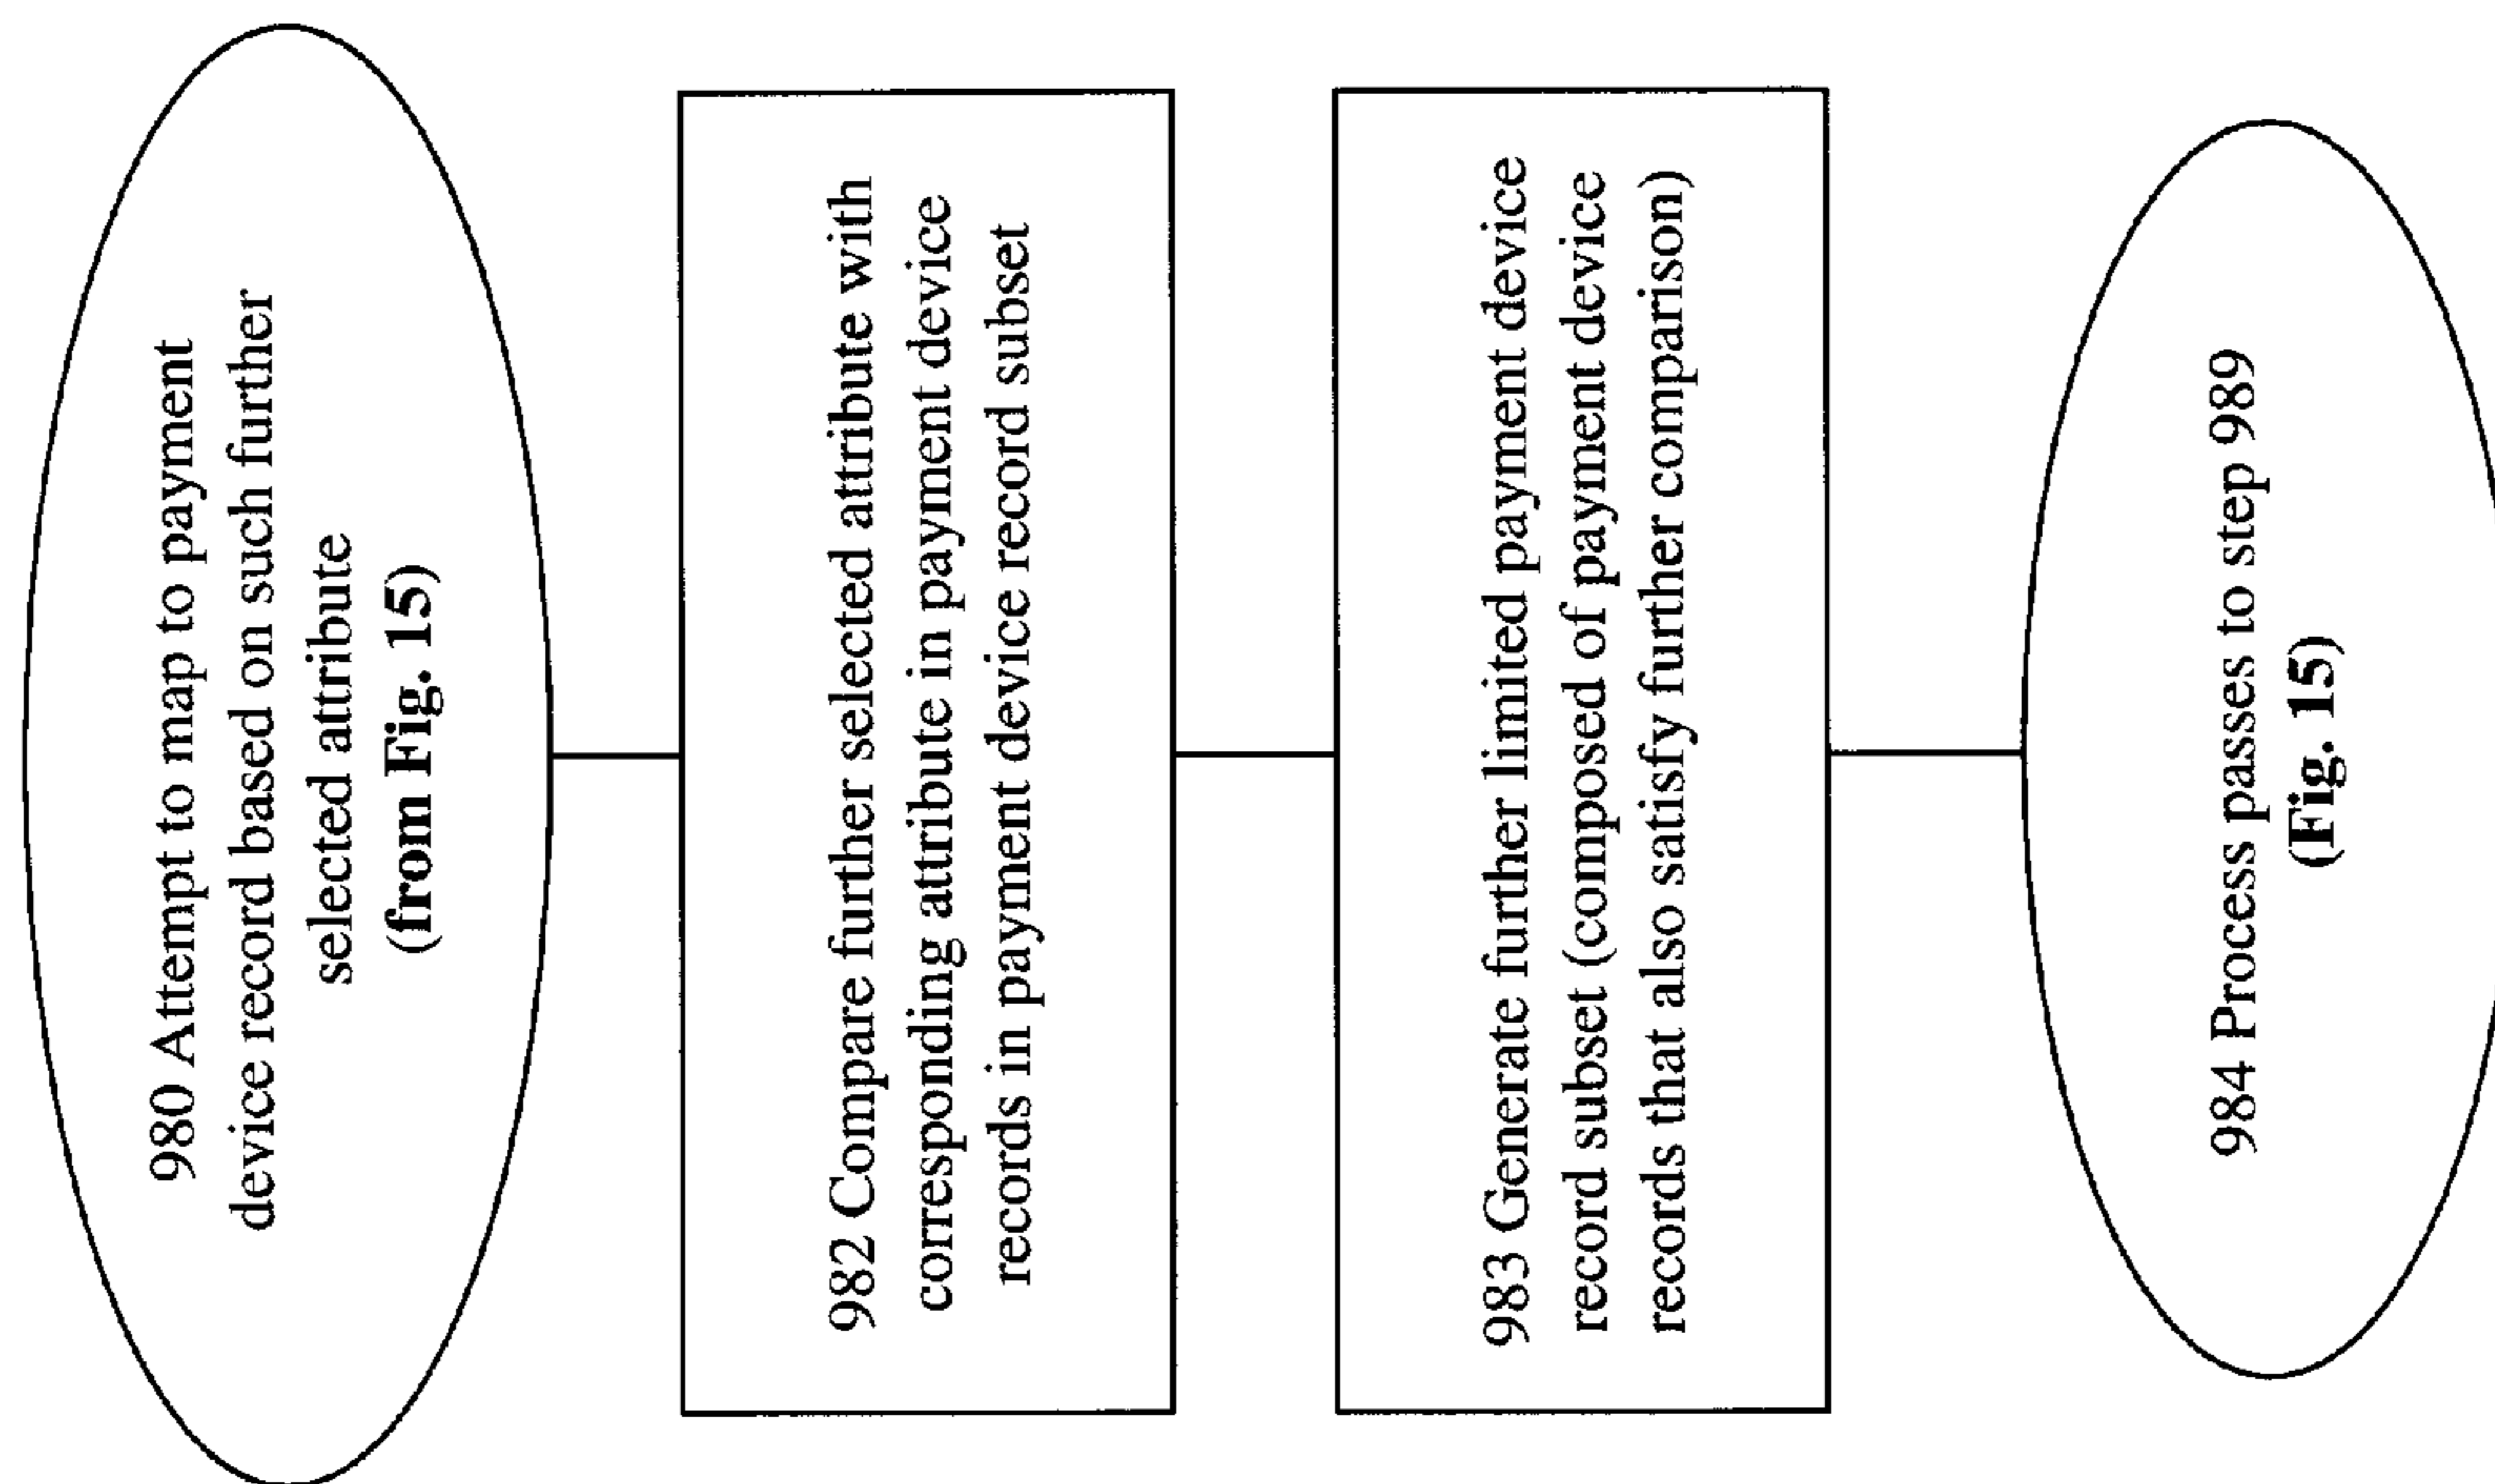 980 Attempt to map to payment
device record based on such further
selected attribute
(from Fig. 15)
982 Compare further selected attribute with
corresponding attribute in payment device
records in payment device record subset
983 Generate further limited payment device
record subset (composed of payment device
records that also satisfy further comparison)
984 Process passes to step 989
(Fig. 15)